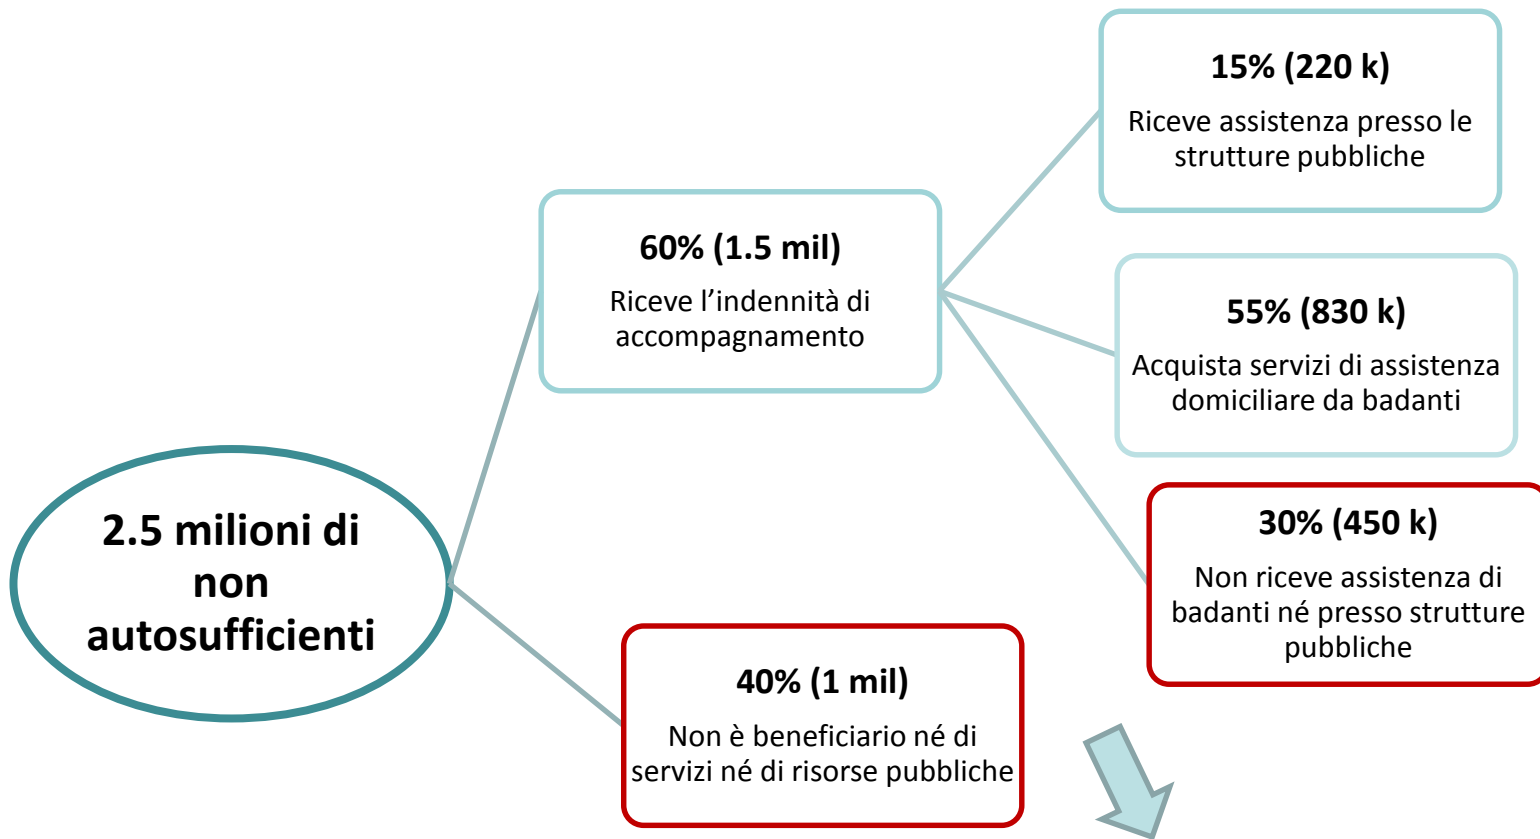 2.5 milioni di
non
autosufficienti
60% (1.5 mil)
Riceve l’indennità di
accompagnamento
40% (1 mil)
Non è beneficiario né di
servizi né di risorse pubbliche
15% (220 k)
Riceve assistenza presso le
strutture pubbliche
55% (830 k)
Acquista servizi di assistenza
domiciliare da badanti
30% (450 k)
Non riceve assistenza di
badanti né presso strutture
pubbliche